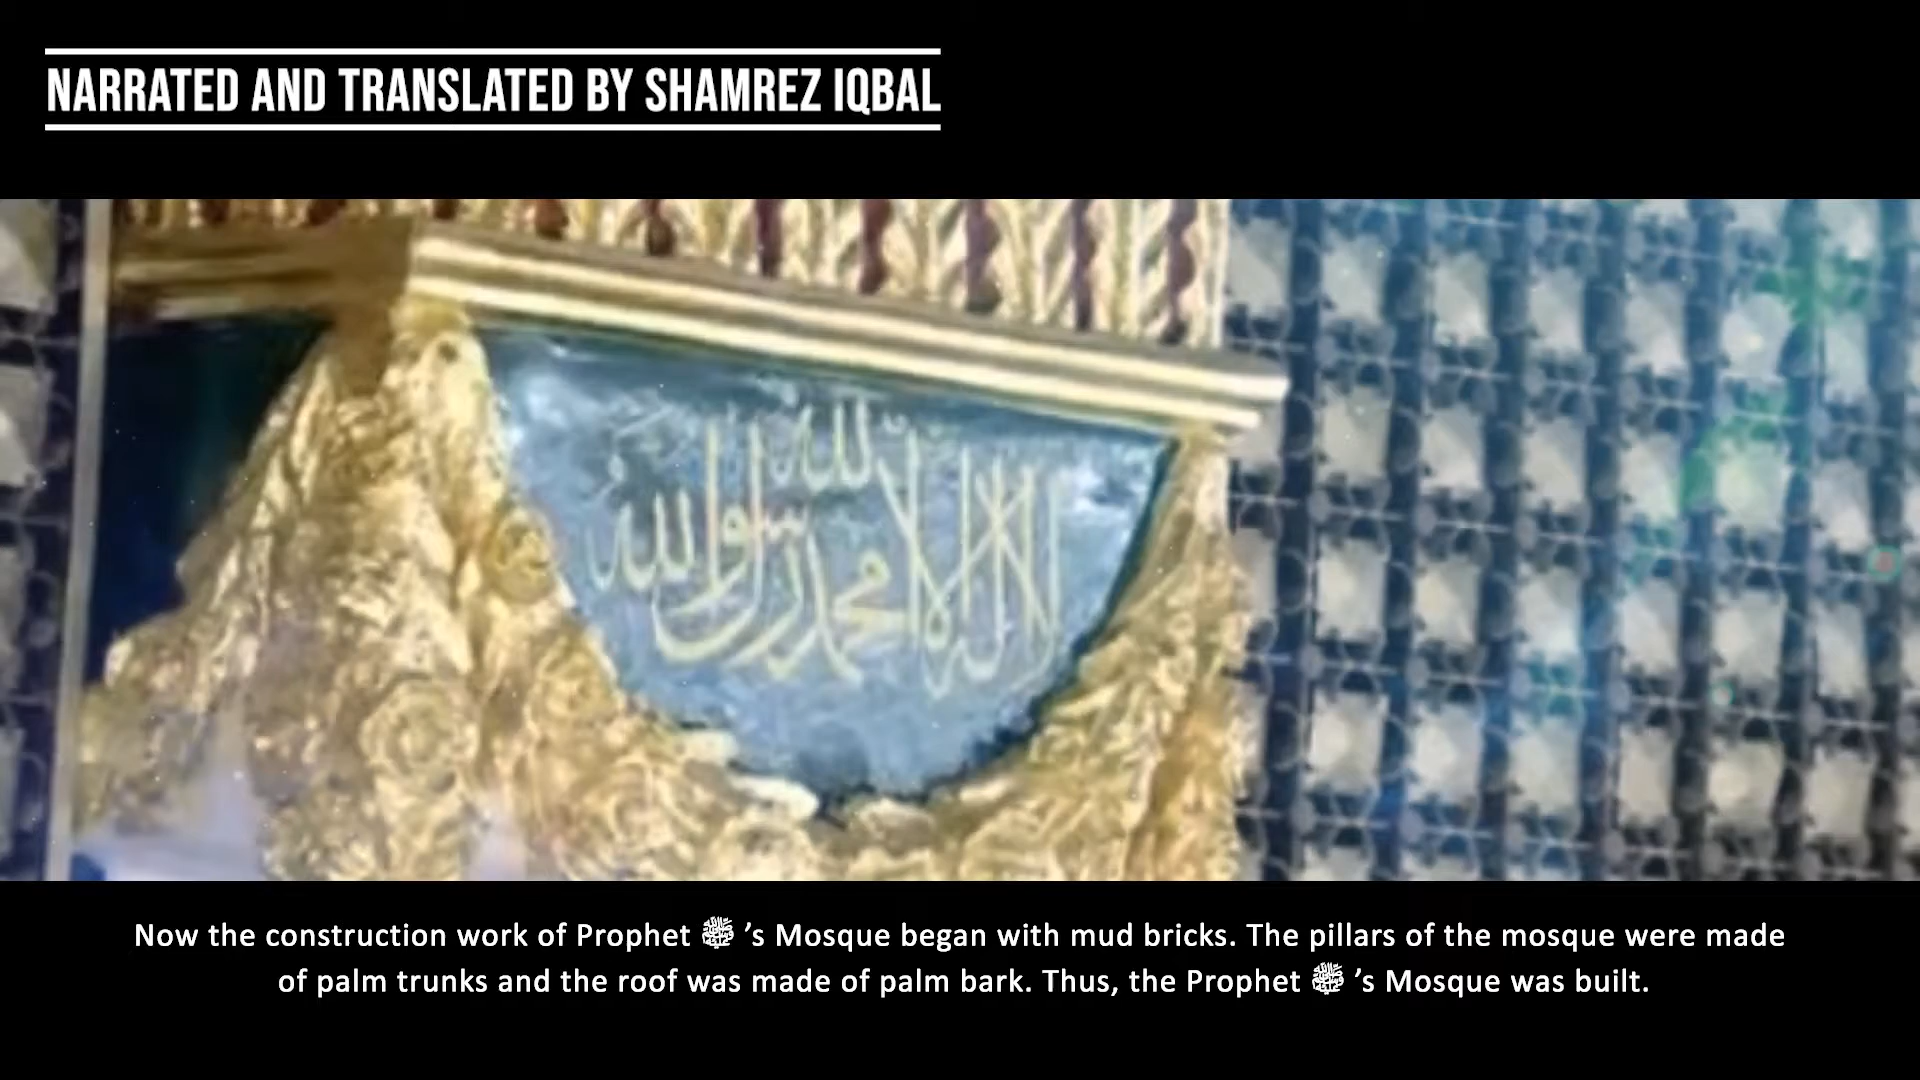 NARRATED AND TRANSLATED BY SHAMREZ IQBAL
لا اله الا الله
محمد رسول الله
Now the construction work of Prophet ﷺ ’s Mosque began with mud bricks. The pillars of the mosque were made
of palm trunks and the roof was made of palm bark. Thus, the Prophet ﷺ ’s Mosque was built.